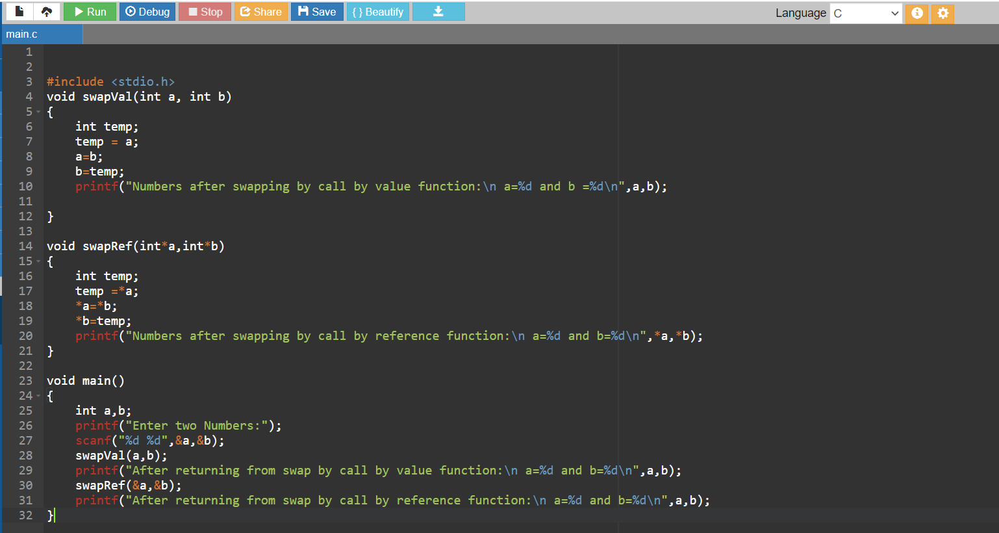 Run Debug Stop Share Save { } Beautify Language C
main.c
1
2
3 #include <stdio.h>
4 void swapVal(int a, int b)
5 {
6     int temp;
7     temp = a;
8     a=b;
9     b=temp;
10     printf("Numbers after swapping by call by value function:\n a=%d and b =%d\n",a,b);
11
12 }
13
14 void swapRef(int*a,int*b)
15 {
16     int temp;
17     temp =*a;
18     *a=*b;
19     *b=temp;
20     printf("Numbers after swapping by call by reference function:\n a=%d and b=%d\n",*a,*b);
21 }
22
23 void main()
24 {
25     int a,b;
26     printf("Enter two Numbers:");
27     scanf("%d %d",&a,&b);
28     swapVal(a,b);
29     printf("After returning from swap by call by value function:\n a=%d and b=%d\n",a,b);
30     swapRef(&a,&b);
31     printf("After returning from swap by call by reference function:\n a=%d and b=%d\n",a,b);
32 }